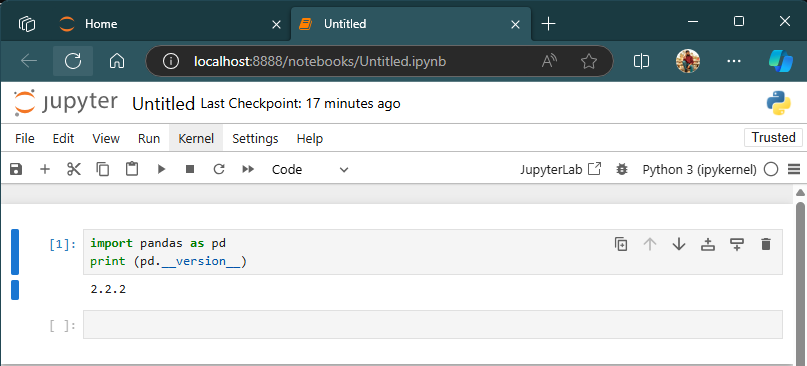 Home
Untitled
localhost:8888/notebooks/Untitled.ipynb
jupyter Untitled Last Checkpoint: 17 minutes ago
File Edit View Run Kernel Settings Help Trusted
Code JupyterLab Python 3 (ipykernel)
[1]: import pandas as pd
print (pd.__version__)
2.2.2
[ ]: